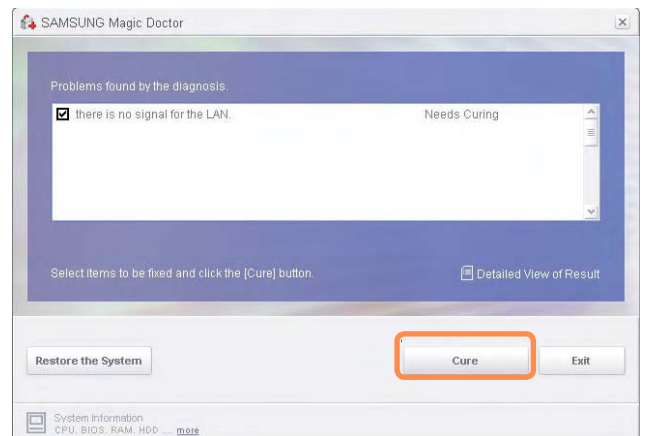 SAMSUNG Magic Doctor
Problems found by the diagnosis.
there is no signal for the LAN. Needs Curing
Select items to be fixed and click the [Cure] button. Detailed View of Result
Restore the System Cure Exit
System Information
CPU. BIOS. RAM. HDD .... more